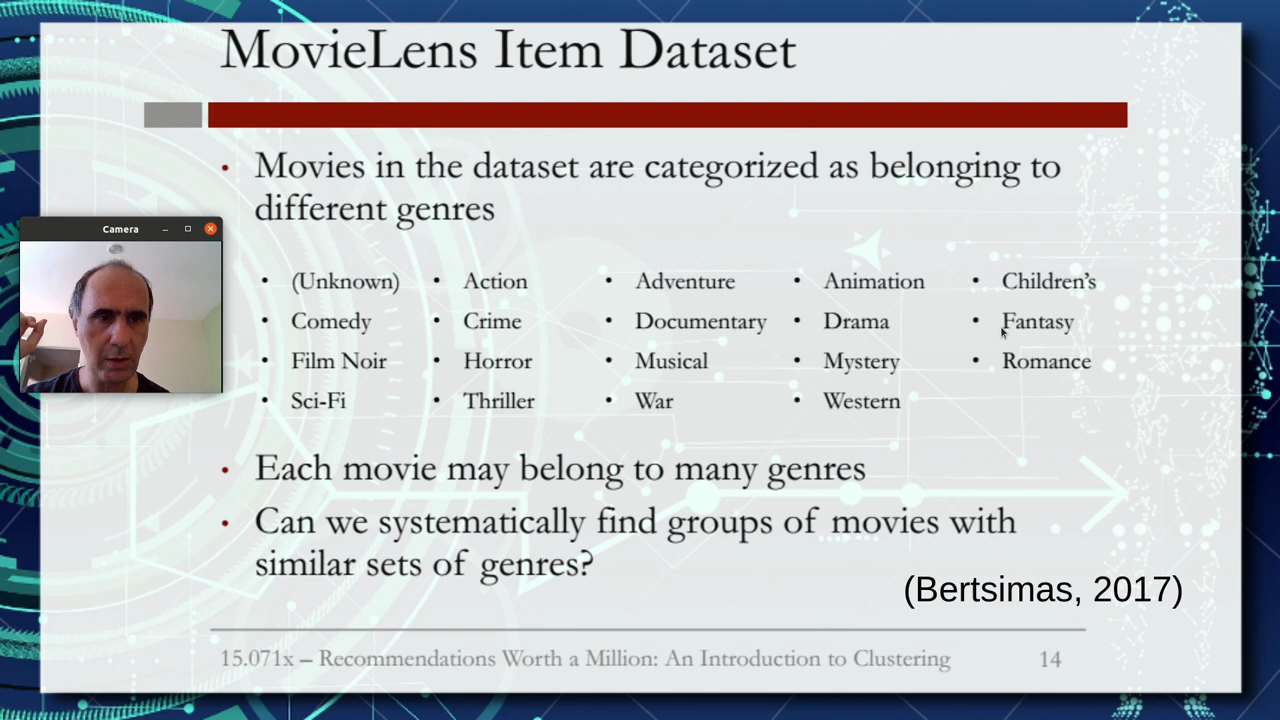 MovieLens Item Dataset
• Movies in the dataset are categorized as belonging to
different genres
Camera
• (Unknown) • Action • Adventure • Animation • Children’s
• Comedy • Crime • Documentary • Drama • Fantasy
• Film Noir • Horror • Musical • Mystery • Romance
• Sci-Fi • Thriller • War • Western
• Each movie may belong to many genres
• Can we systematically find groups of movies with
similar sets of genres?
(Bertsimas, 2017)
15.071x – Recommendations Worth a Million: An Introduction to Clustering 14